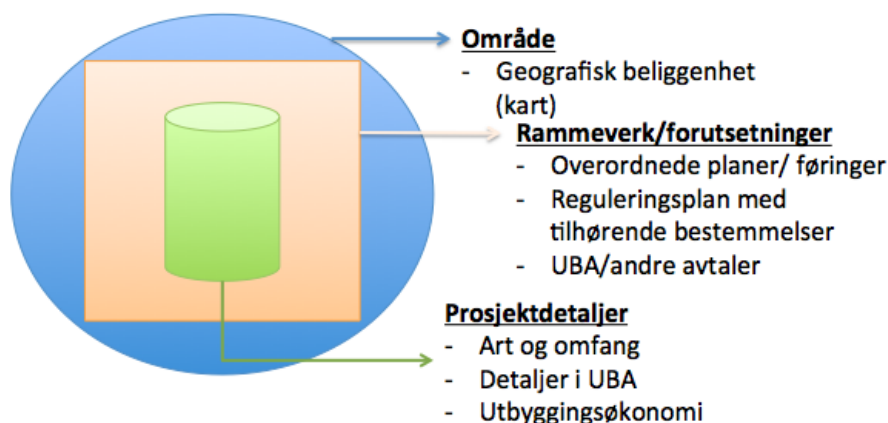 Område
- Geografisk beliggenhet
(kart)
Rammeverk/forutsetninger
- Overordnede planer/ føringer
- Reguleringsplan med
tilhørende bestemmelser
- UBA/andre avtaler
Prosjektdetaljer
- Art og omfang
- Detaljer i UBA
- Utbyggingsøkonomi